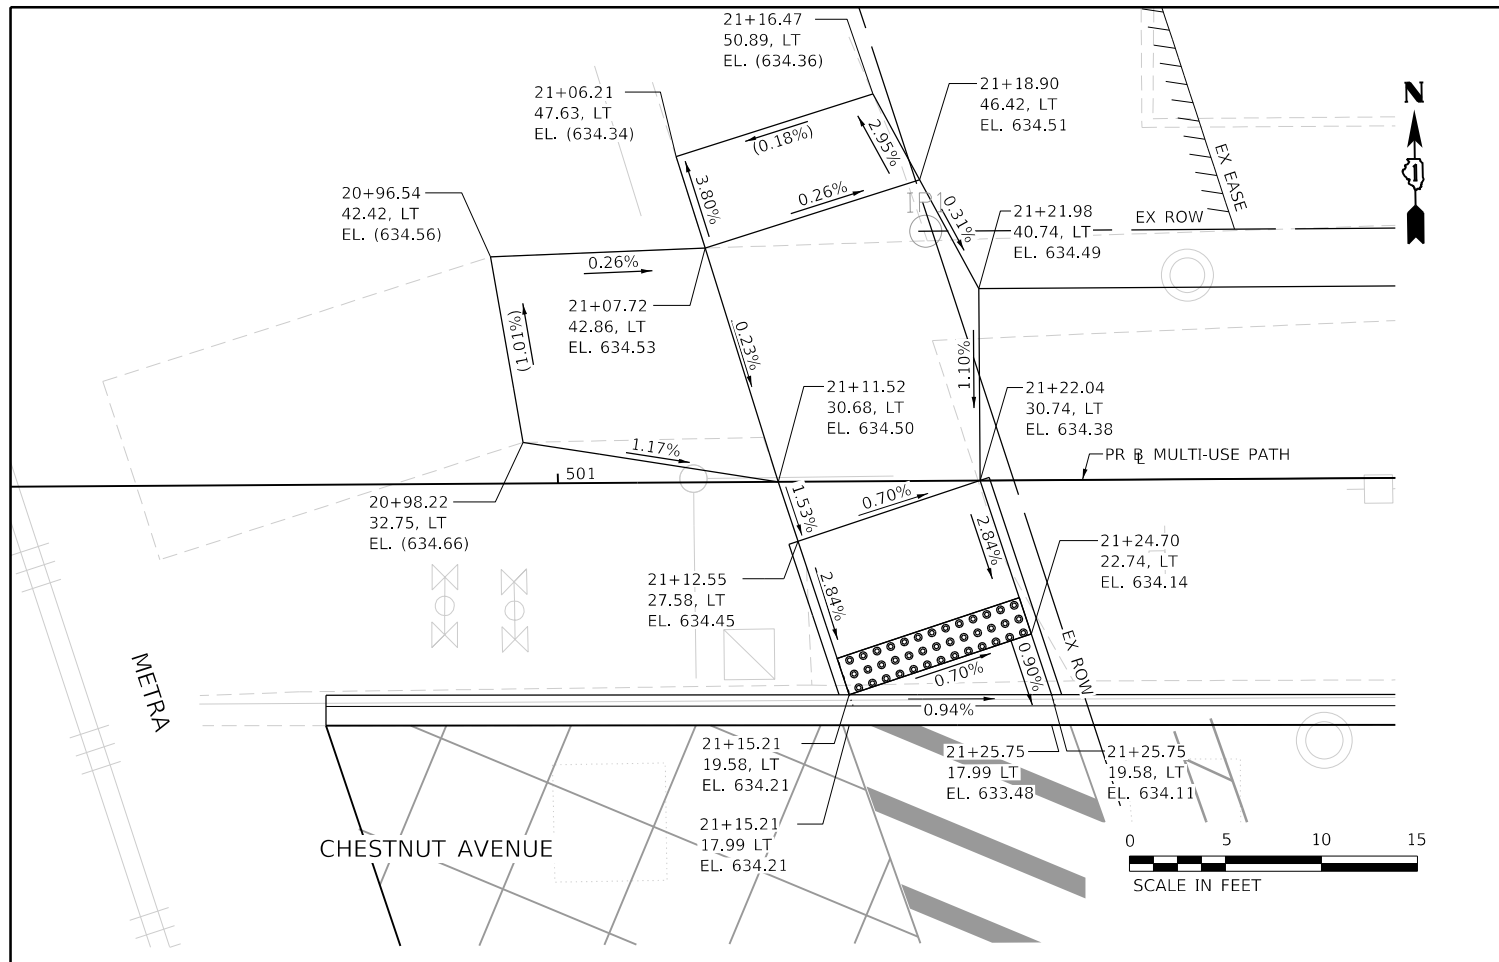 21+16.47
50.89, LT
EL. (634.36)
21+06.21
47.63, LT
EL. (634.34)
21+18.90
46.42, LT
EL. 634.51
N
1
(0.18%)
2.95%
3.80%
0.26%
IP1
0.31%
EX EASE
EX ROW
20+96.54
42.42, LT
EL. (634.56)
21+21.98
40.74, LT
EL. 634.49
0.26%
21+07.72
42.86, LT
EL. 634.53
(1.01%)
0.23%
1.10%
21+11.52
30.68, LT
EL. 634.50
21+22.04
30.74, LT
EL. 634.38
1.17%
PR BL MULTI-USE PATH
501
20+98.22
32.75, LT
EL. (634.66)
1.53%
0.70%
2.84%
21+24.70
22.74, LT
EL. 634.14
21+12.55
27.58, LT
EL. 634.45
2.84%
EX ROW
METRA
0.70%
0.90%
0.94%
21+15.21
19.58, LT
EL. 634.21
21+25.75
17.99 LT
EL. 633.48
21+25.75
19.58, LT
EL. 634.11
21+15.21
17.99 LT
EL. 634.21
CHESTNUT AVENUE
0 5 10 15
SCALE IN FEET